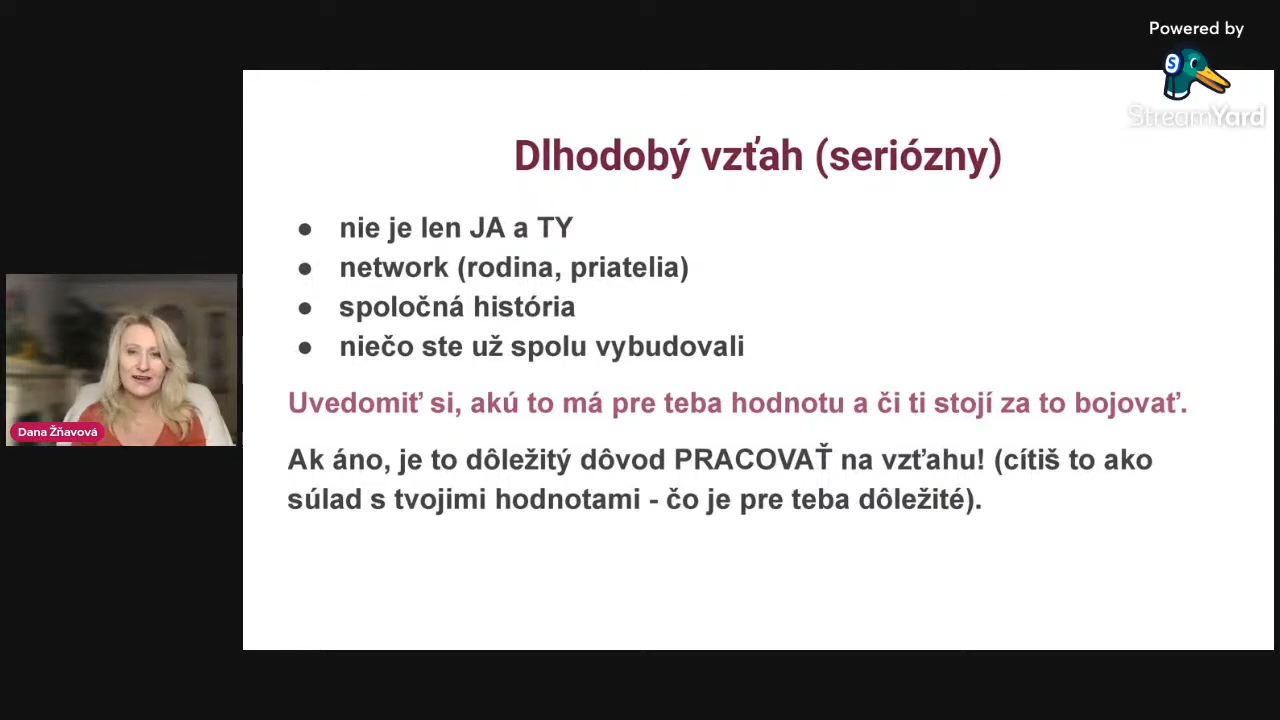 Powered by
StreamYard
Dlhodobý vzťah (seriózny)
● nie je len JA a TY
● network (rodina, priatelia)
● spoločná história
● niečo ste už spolu vybudovali
Uvedomiť si, akú to má pre teba hodnotu a či ti stojí za to bojovať.
Ak áno, je to dôležitý dôvod PRACOVAŤ na vzťahu! (cítiš to ako
súlad s tvojimi hodnotami - čo je pre teba dôležité).
Dana Žňavová